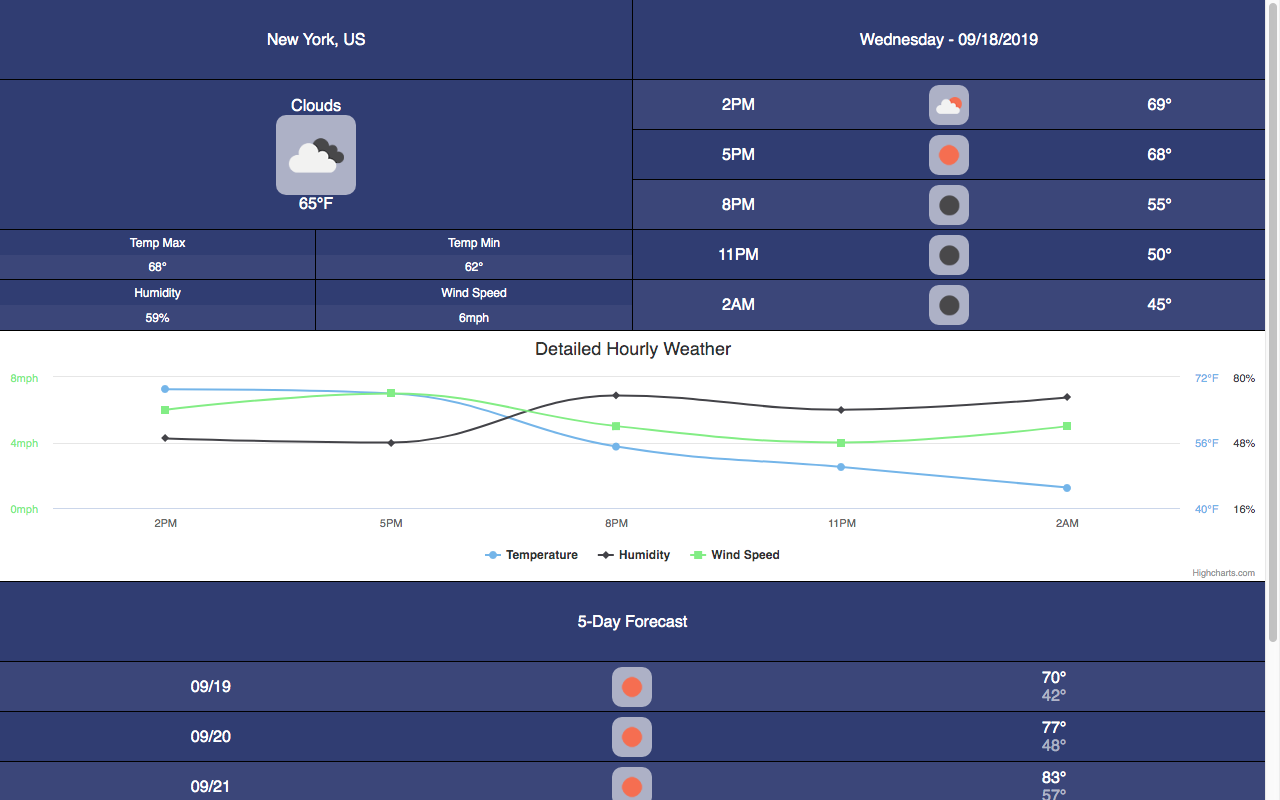 New York, US
Wednesday - 09/18/2019
Clouds
65°F
Temp Max
Temp Min
68°
62°
Humidity
Wind Speed
59%
6mph
2PM
69°
5PM
68°
8PM
55°
11PM
50°
2AM
45°
Detailed Hourly Weather
8mph
4mph
0mph
72°F
80%
56°F
48%
40°F
16%
2PM
5PM
8PM
11PM
2AM
Temperature
Humidity
Wind Speed
Highcharts.com
5-Day Forecast
09/19
70°
42°
09/20
77°
48°
09/21
83°
57°